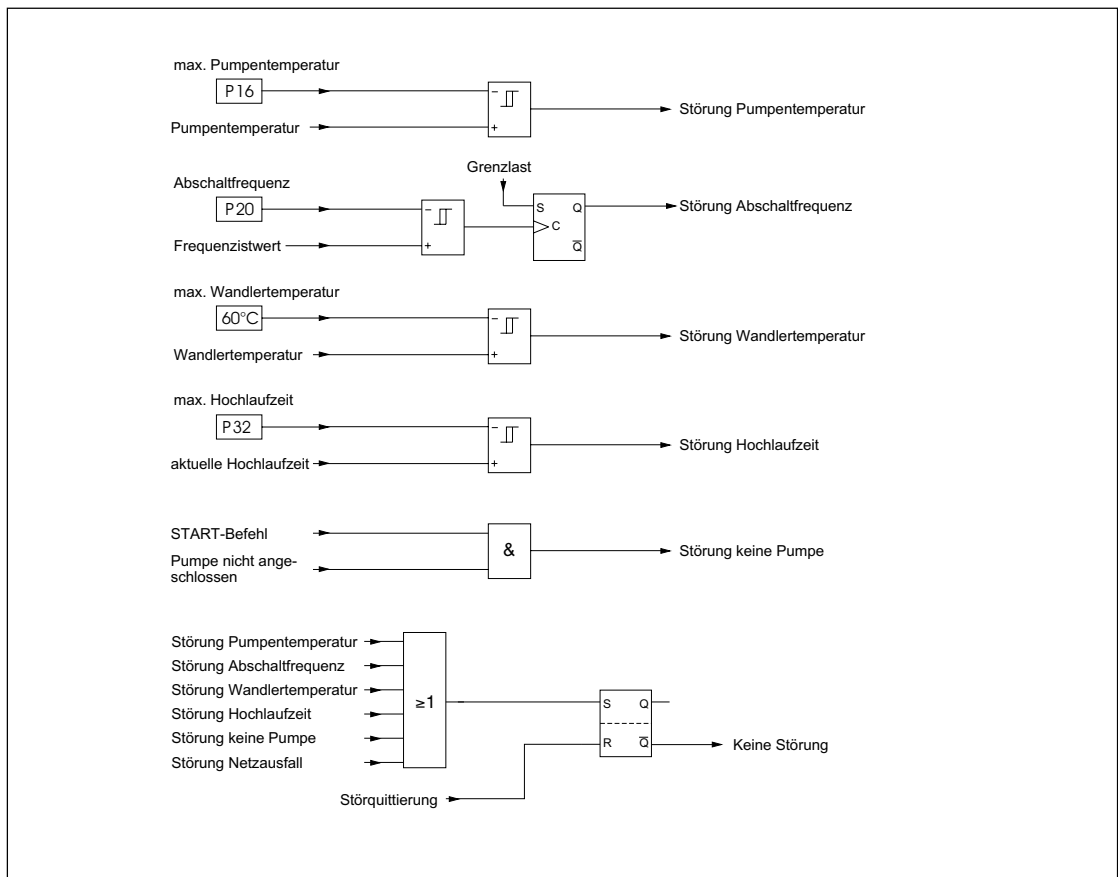 max. Pumpentemperatur
P16
Pumpentemperatur
-
+
Störung Pumpentemperatur
Grenzlast
Abschaltfrequenz
P20
Frequenzistwert
-
+
S Q
C
Q
Störung Abschaltfrequenz
max. Wandlertemperatur
60°C
Wandlertemperatur
-
+
Störung Wandlertemperatur
max. Hochlaufzeit
P32
aktuelle Hochlaufzeit
-
+
Störung Hochlaufzeit
START-Befehl
Pumpe nicht ange-
schlossen
&
Störung keine Pumpe
Störung Pumpentemperatur
Störung Abschaltfrequenz
Störung Wandlertemperatur
Störung Hochlaufzeit
Störung keine Pumpe
Störung Netzausfall
≥1
S Q
R Q
Keine Störung
Störquittierung